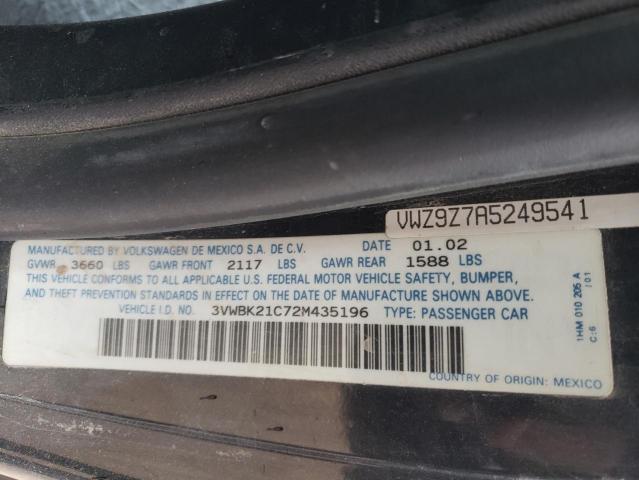 VWZ9Z7A5249541
MANUFACTURED BY VOLKSWAGEN DE MEXICO S.A. DE C.V. DATE 01.02
GVWR 3660 LBS GAWR FRONT 2117 LBS GAWR REAR 1588 LBS
THIS VEHICLE CONFORMS TO ALL APPLICABLE U.S. FEDERAL MOTOR VEHICLE SAFETY, BUMPER,
AND THEFT PREVENTION STANDARDS IN EFFECT ON THE DATE OF MANUFACTURE SHOWN ABOVE.
VEHICLE I.D. NO. 3VWBK21C72M435196 TYPE: PASSENGER CAR
COUNTRY OF ORIGIN: MEXICO
1HM 010 205 A
C:6 /01